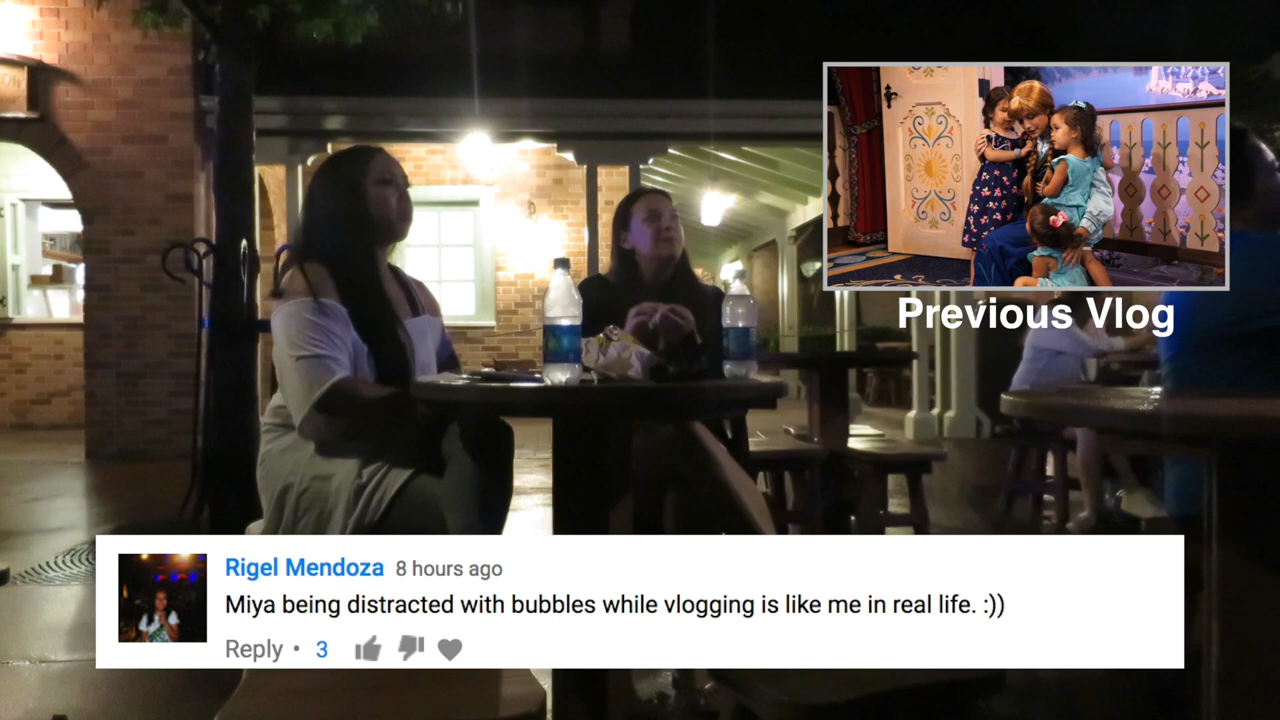 Previous Vlog
Rigel Mendoza 8 hours ago
Miya being distracted with bubbles while vlogging is like me in real life. :))
Reply • 3